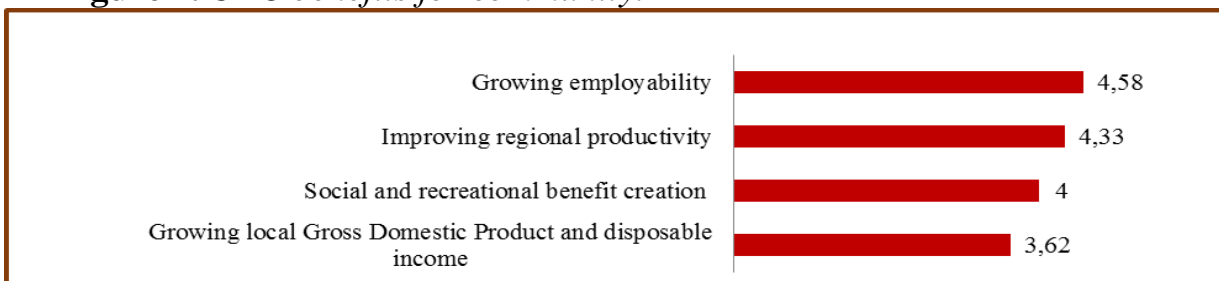 Growing employability 4,58
Improving regional productivity 4,33
Social and recreational benefit creation 4
Growing local Gross Domestic Product and disposable
income 3,62